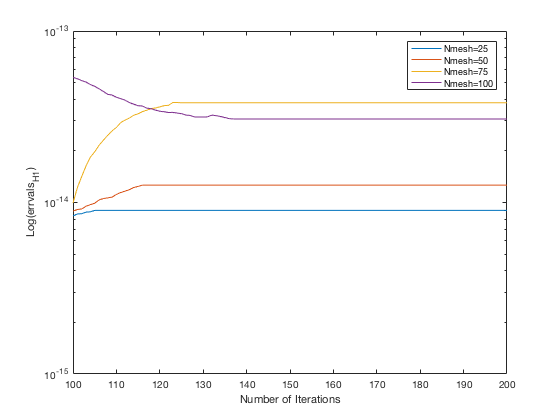 10^-13
Nmesh=25
Nmesh=50
Nmesh=75
Nmesh=100
Log(errvals_H1)
10^-14
10^-15
100 110 120 130 140 150 160 170 180 190 200
Number of Iterations